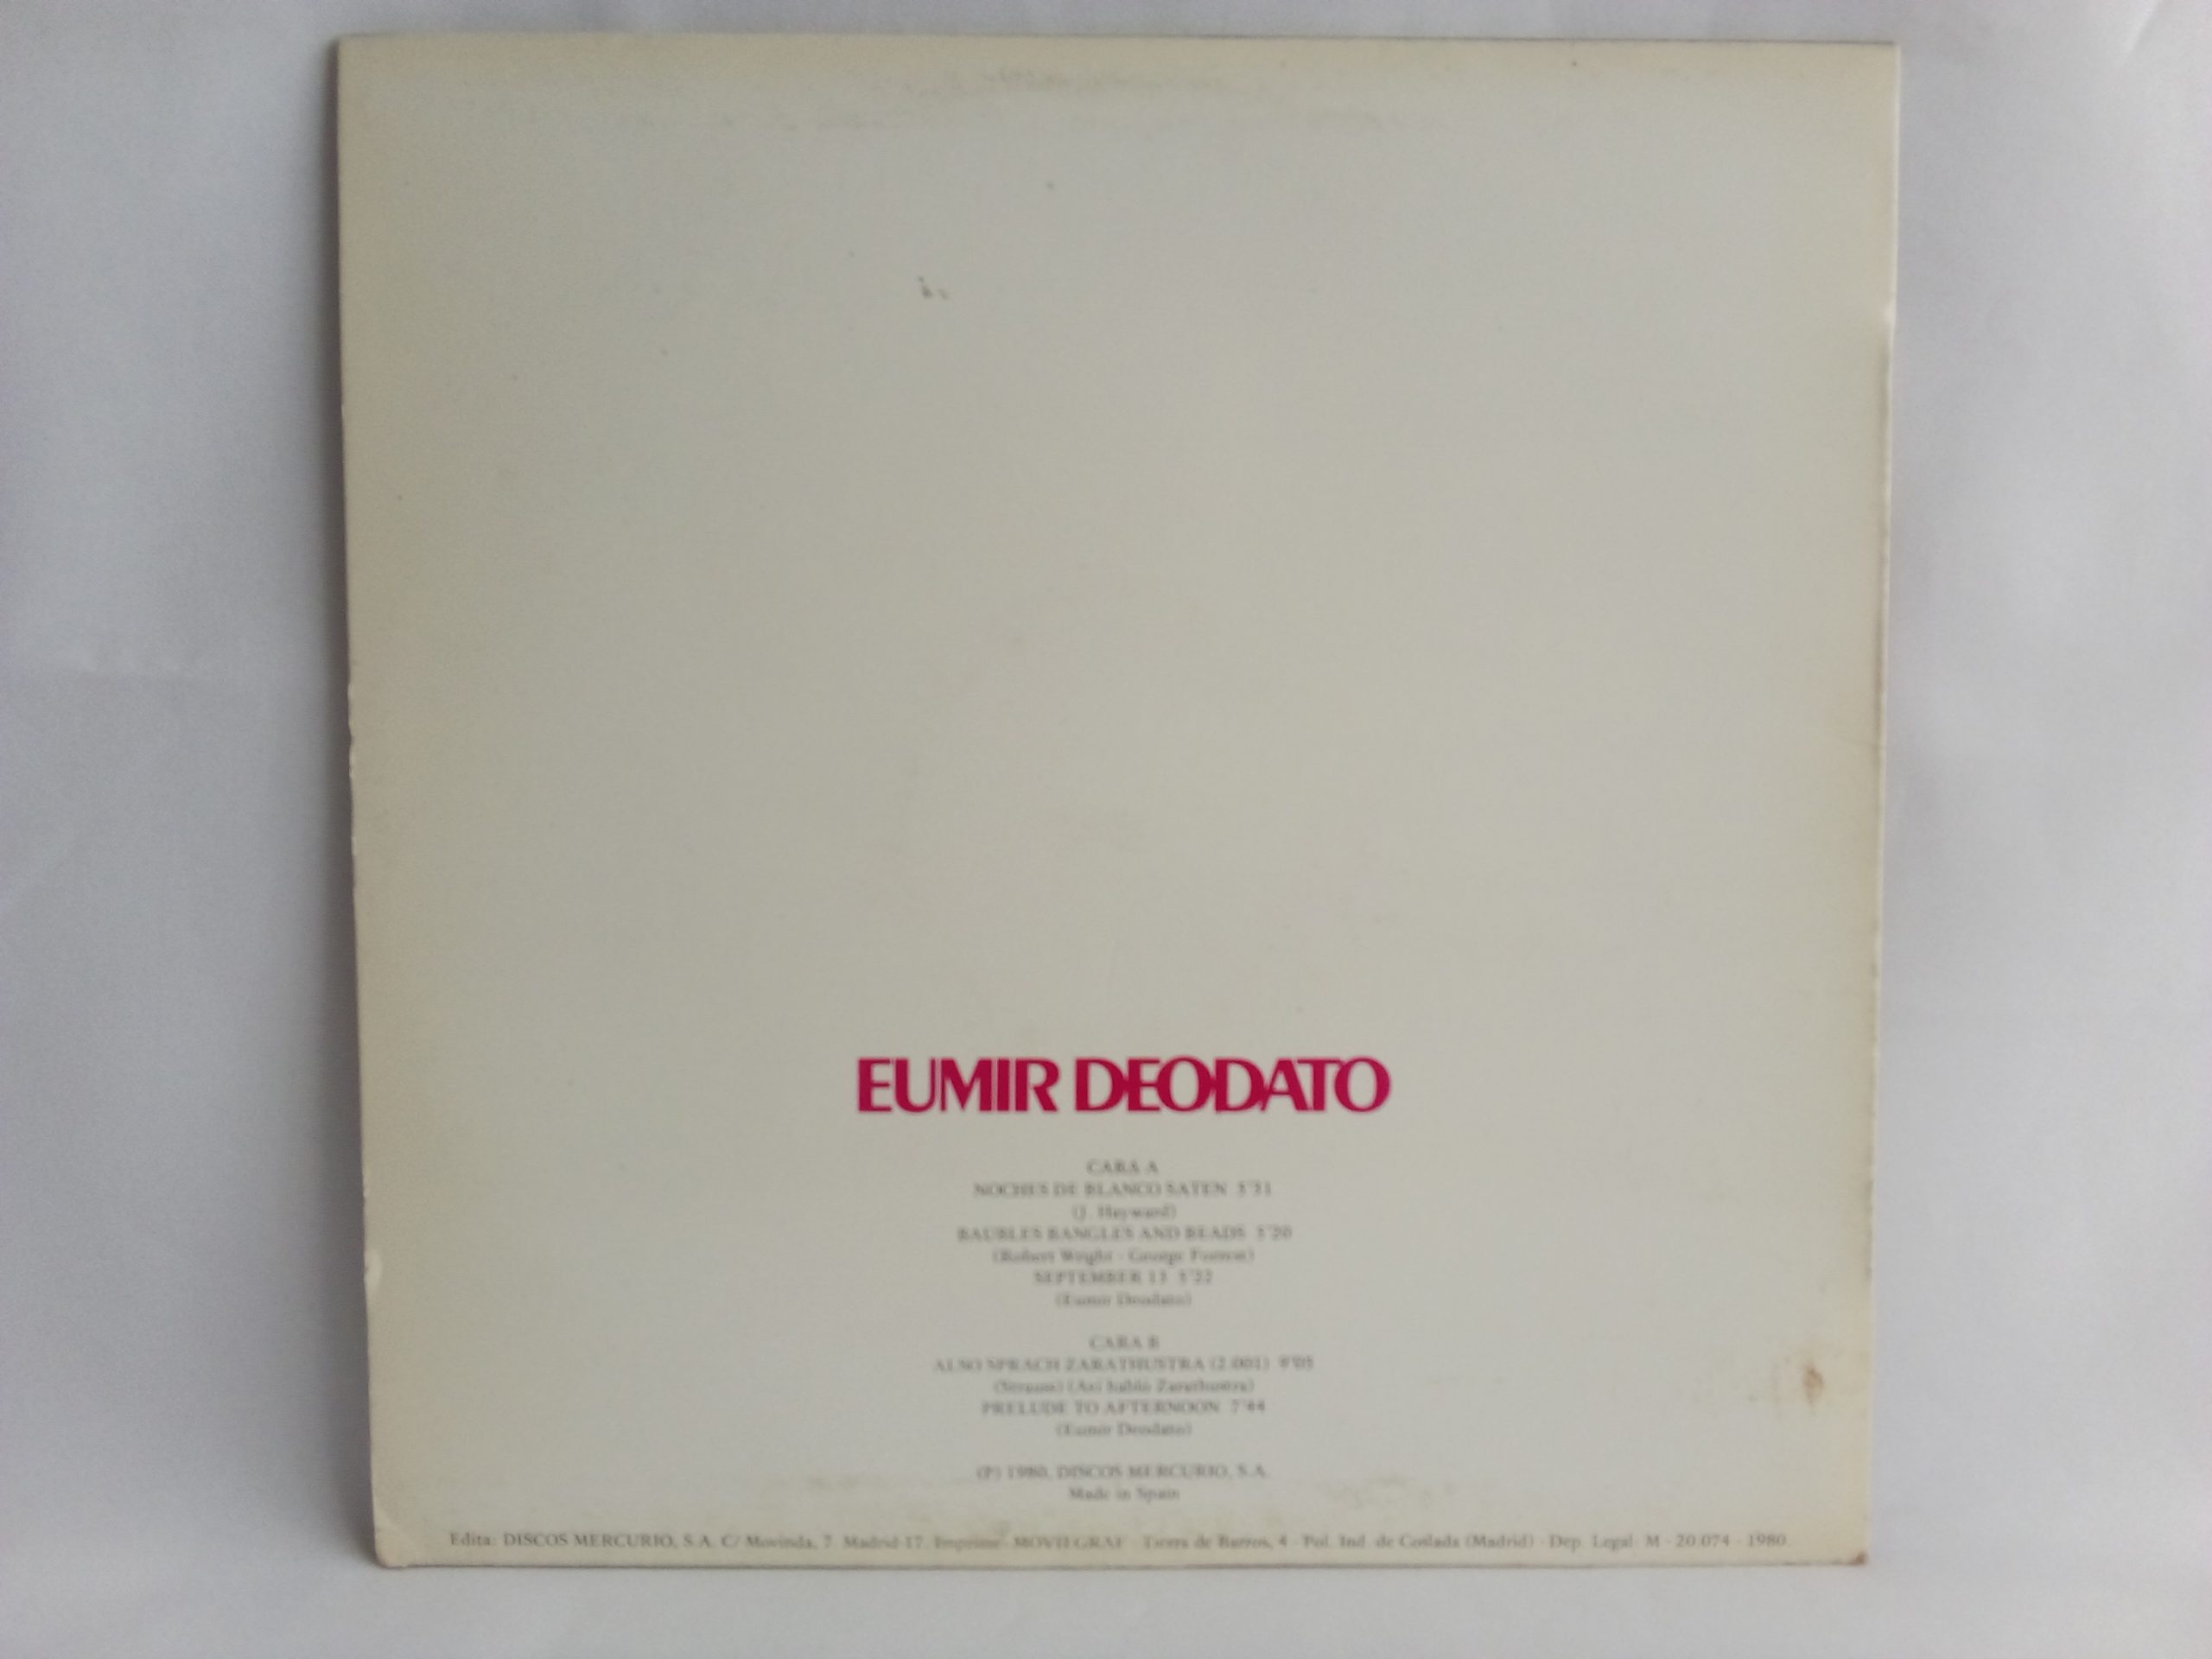 EUMIR DEODATO
CARA A
NOCHES DE BLANCO SATEN 5'31
(J. Hayward)
BAUBLES BANGLES AND BEADS 5'20
(Robert Wright - George Forrest)
SEPTEMBER 13 5'22
(Eumir Deodato)
CARA B
ALSO SPRACH ZARATHUSTRA (2.001) 9'05
(Strauss) (Así habló Zarathustra)
PRELUDE TO AFTERNOON 7'44
(Eumir Deodato)
(P) 1980, DISCOS MERCURIO, S.A.
Made in Spain
Edita: DISCOS MERCURIO, S.A. C/ Movinda, 7. Madrid-17. Imprime: MOVILGRAF - Tierra de Barros, 4 - Pol. Ind. de Coslada (Madrid) - Dep. Legal: M - 20.074 - 1980.